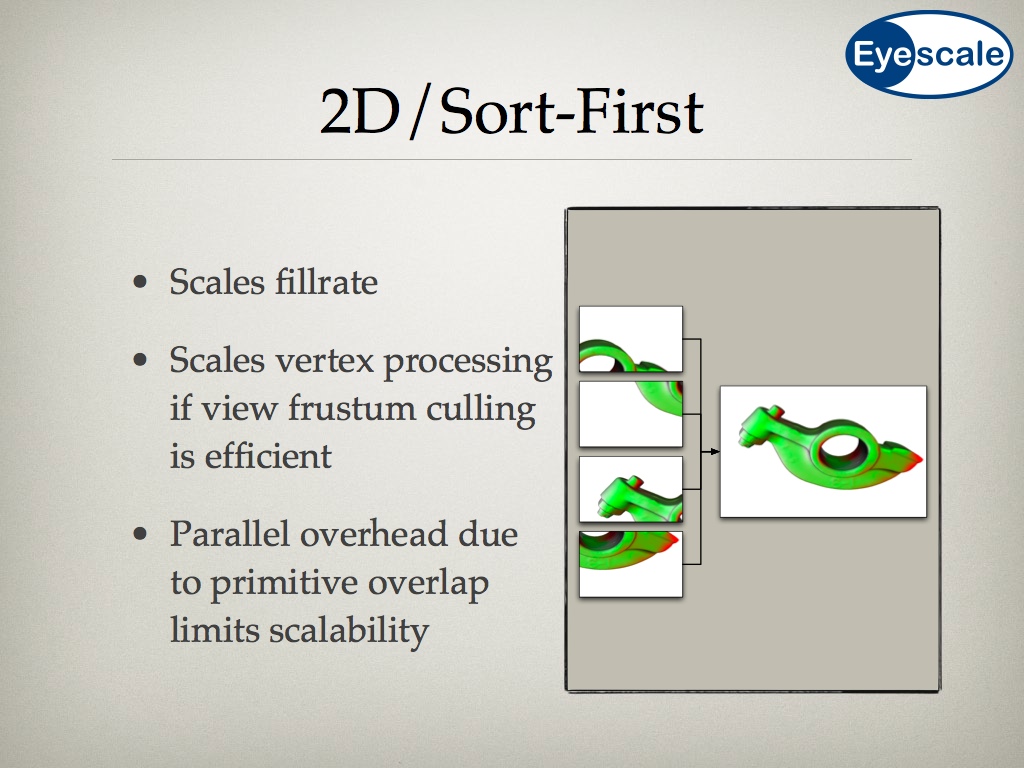 Eyescale
2D/Sort-First
• Scales fillrate
• Scales vertex processing
if view frustum culling
is efficient
• Parallel overhead due
to primitive overlap
limits scalability